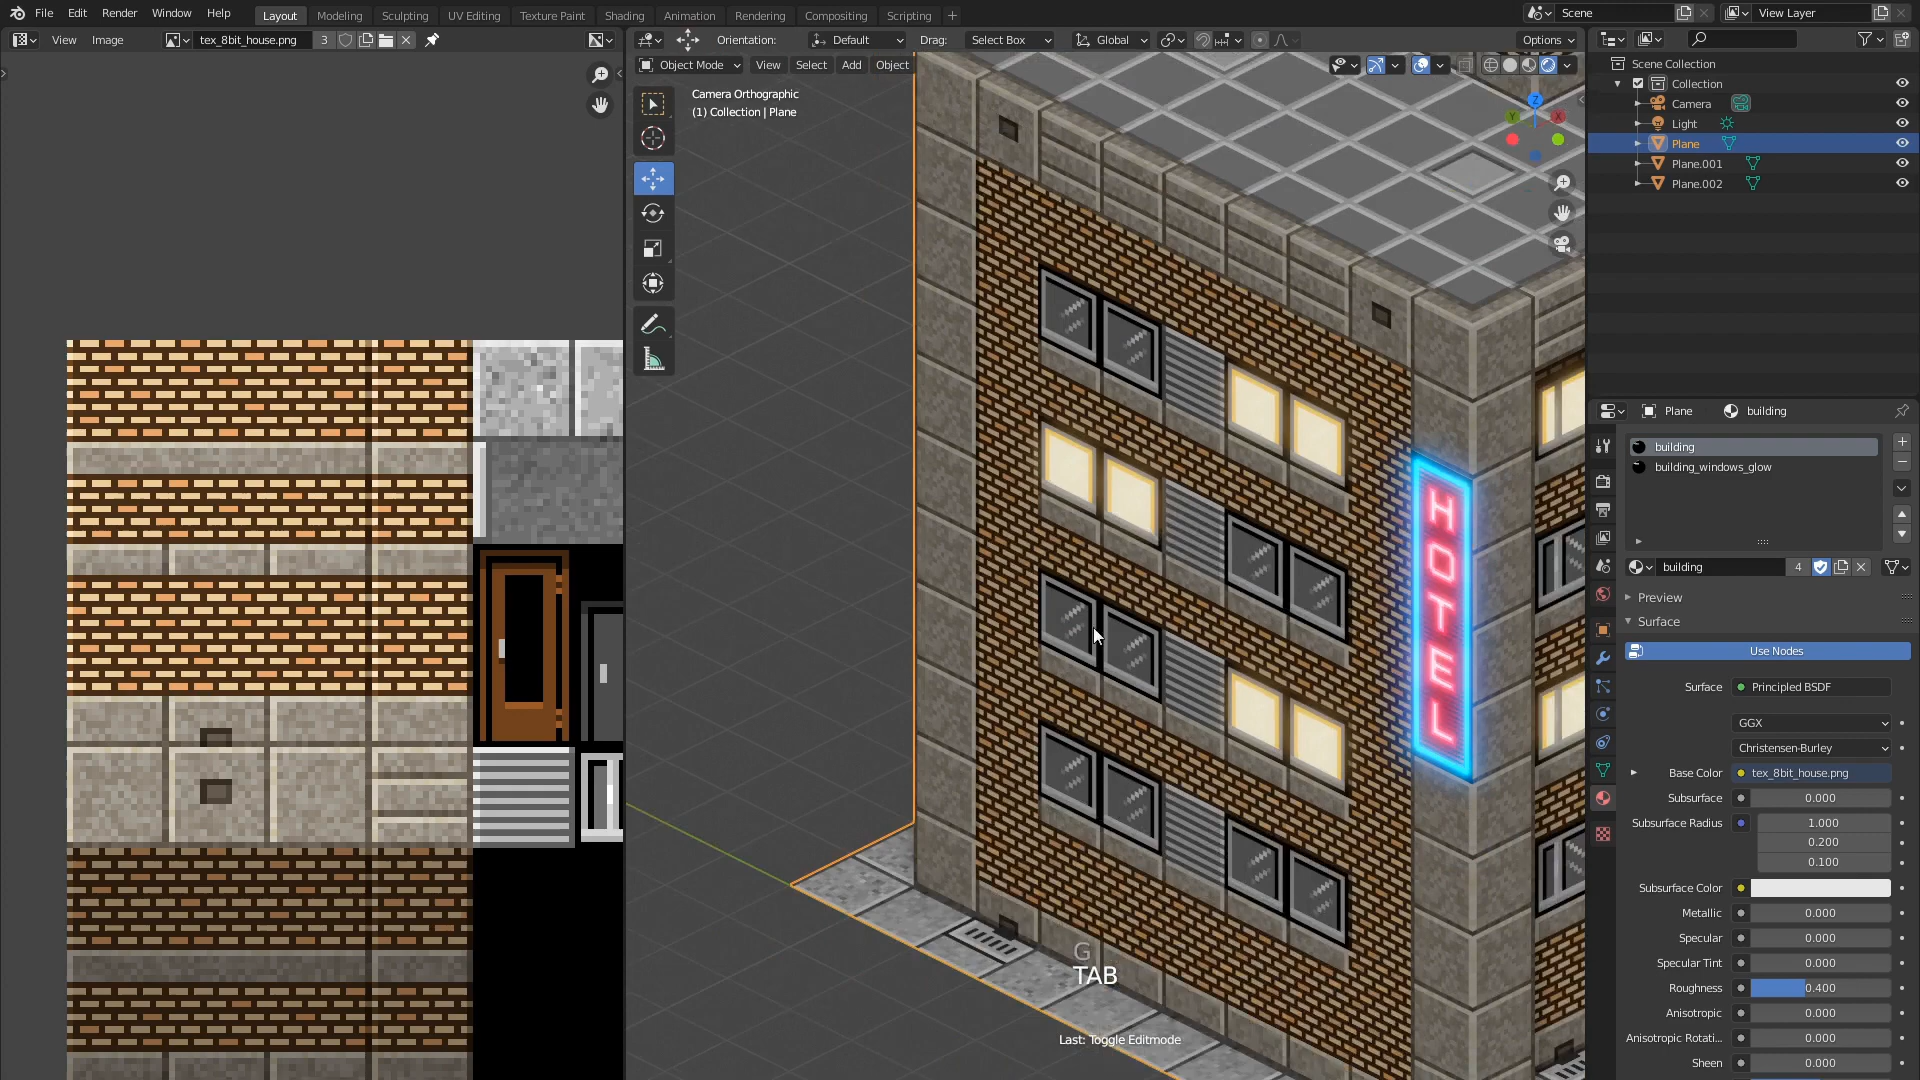 File Edit Render Window Help
Layout Modeling Sculpting UV Editing Texture Paint Shading Animation Rendering Compositing Scripting +
Scene
View Layer
View Image tex_8bit_house.png 3
Orientation: Default Drag: Select Box Global Options
Object Mode View Select Add Object
Camera Orthographic
(1) Collection | Plane
Z
Y
X
HOTEL
G
TAB
Last: Toggle Editmode
Scene Collection
Collection
Camera
Light
Plane
Plane.001
Plane.002
Plane building
building
building_windows_glow
building 4
Preview
Surface
Use Nodes
Surface Principled BSDF
GGX
Christensen-Burley
Base Color tex_8bit_house.png
Subsurface 0.000
Subsurface Radius 1.000
0.200
0.100
Subsurface Color
Metallic 0.000
Specular 0.000
Specular Tint 0.000
Roughness 0.400
Anisotropic 0.000
Anisotropic Rotati... 0.000
Sheen 0.000